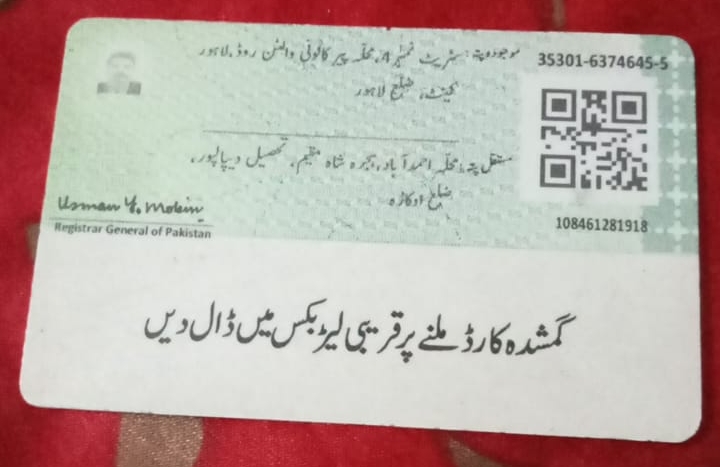 موجودہ پتہ: سٹریٹ نمبر 4، محلہ پیر کالونی والٹن روڈ، لاہور
کینٹ، ضلع لاہور
35301-6374645-5
مستقل پتہ: محلہ احمد آباد، حجرہ شاہ مقیم، تحصیل دیپالپور،
ضلع اوکاڑہ
108461281918
Usman Y. Mobin
Registrar General of Pakistan
گمشدہ کارڈ ملنے پر قریبی لیٹر بکس میں ڈال دیں